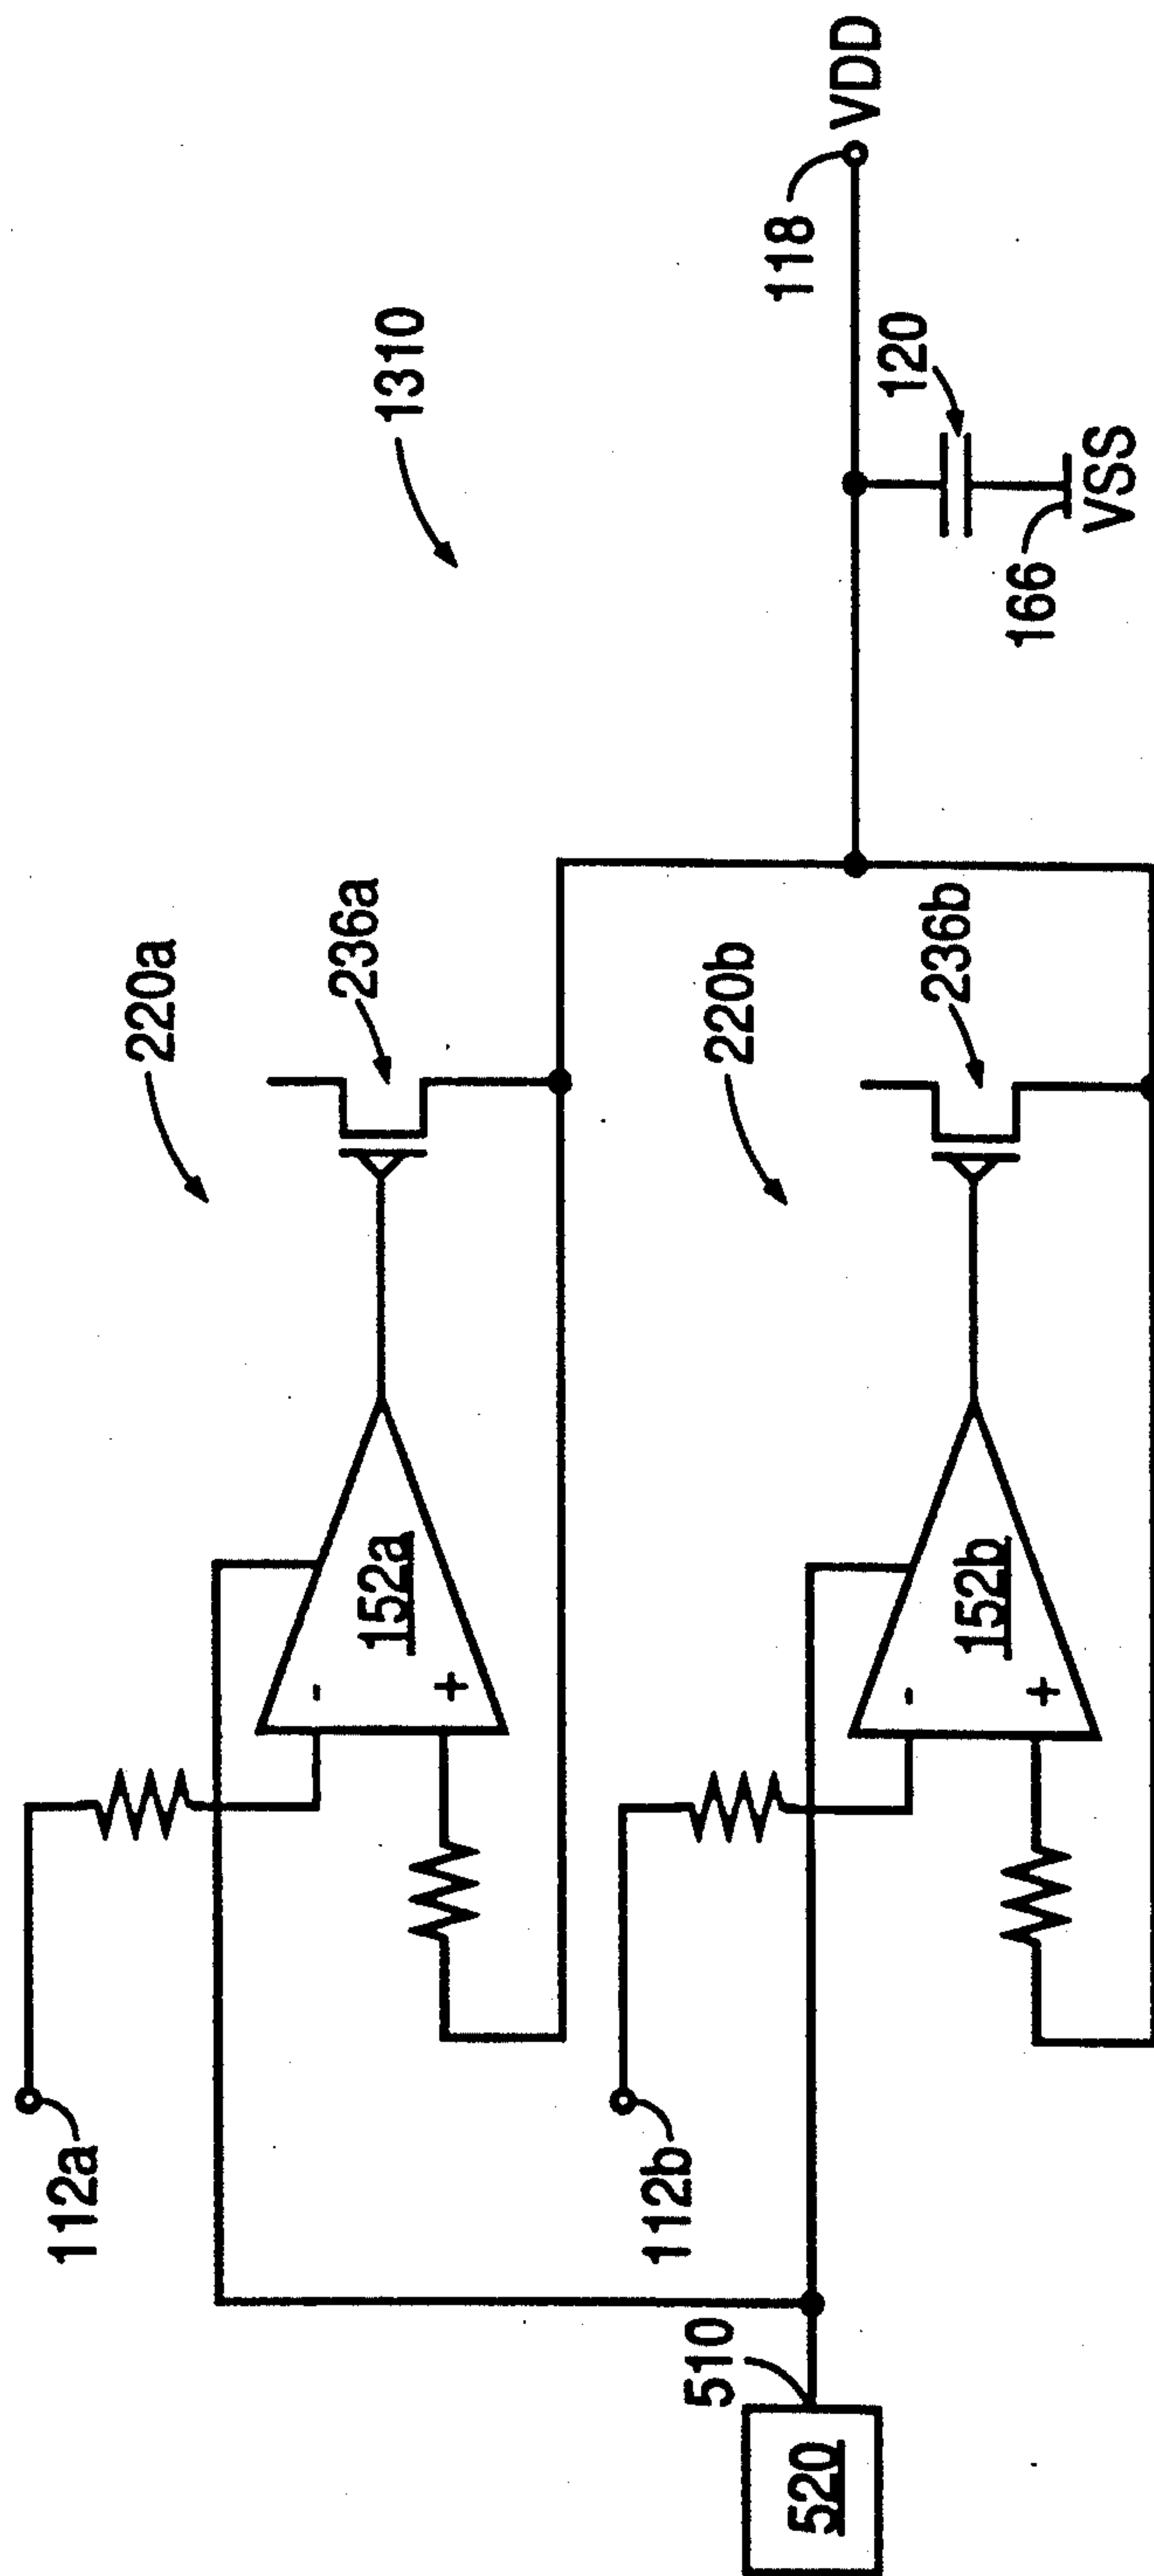 112a
220a
-
+
152a
236a
1310
112b
220b
118
VDD
510
520
-
+
152b
236b
120
166
VSS